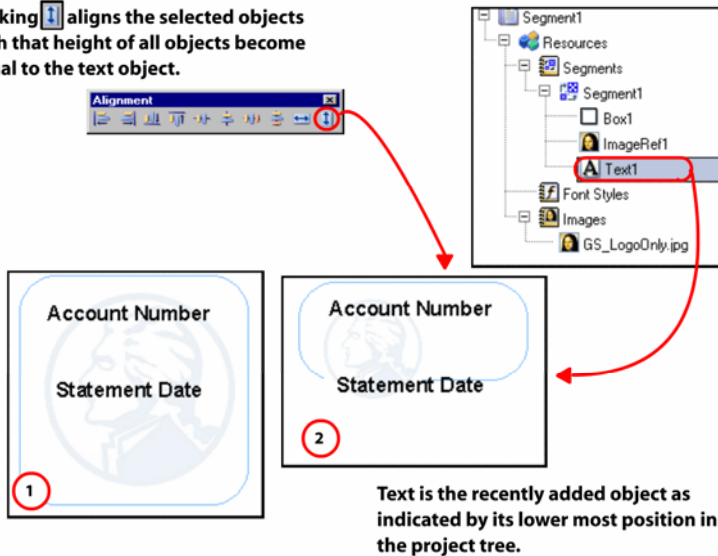 king aligns the selected objects
h that height of all objects become
al to the text object.
Alignment
Segment1
Resources
Segments
Segment1
Box1
ImageRef1
A Text1
Font Styles
Images
GS_LogoOnly.jpg
Account Number
Statement Date
1
Account Number
Statement Date
2
Text is the recently added object as
indicated by its lower most position in
the project tree.